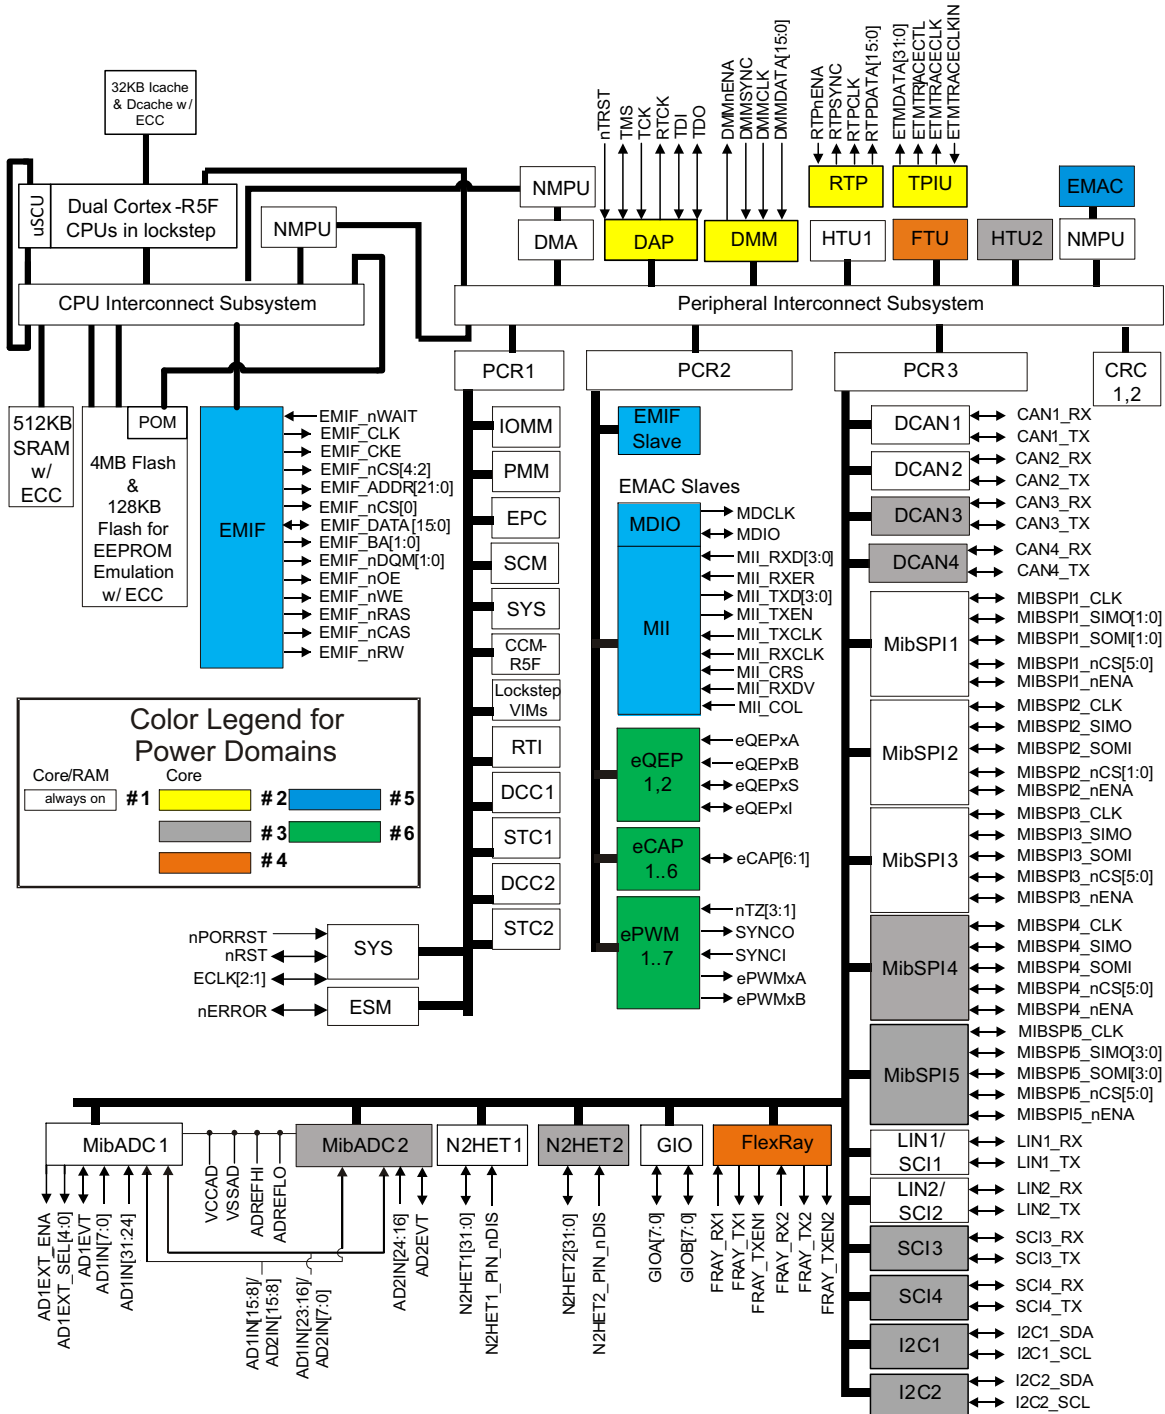 32KB Icache
& Dcache w/
ECC
uSCU
Dual Cortex-R5F
CPUs in lockstep
NMPU
NMPU
DMA
nTRST
TMS
TCK
RTCK
TDI
TDO
DAP
DMMnENA
DMMSYNC
DMMCLK
DMMDATA[15:0]
DMM
RTPnENA
RTPSYNC
RTPCLK
RTPDATA[15:0]
RTP
HTU1
ETMDATA[31:0]
ETMTRACECTL
ETMTRACECLK
ETMTRACECLKIN
TPIU
FTU
HTU2
EMAC
NMPU
CPU Interconnect Subsystem
Peripheral Interconnect Subsystem
PCR1
PCR2
PCR3
CRC
1,2
512KB
SRAM
w/
ECC
POM
4MB Flash
&
128KB
Flash for
EEPROM
Emulation
w/ ECC
EMIF
EMIF_nWAIT
EMIF_CLK
EMIF_CKE
EMIF_nCS[4:2]
EMIF_ADDR[21:0]
EMIF_nCS[0]
EMIF_DATA[15:0]
EMIF_BA[1:0]
EMIF_nDQM[1:0]
EMIF_nOE
EMIF_nWE
EMIF_nRAS
EMIF_nCAS
EMIF_nRW
IOMM
PMM
EPC
SCM
SYS
CCM-
R5F
Lockstep
VIMs
RTI
DCC1
STC1
DCC2
STC2
EMIF
Slave
EMAC Slaves
MDIO
MDCLK
MDIO
MII
MII_RXD[3:0]
MII_RXER
MII_TXD[3:0]
MII_TXEN
MII_TXCLK
MII_RXCLK
MII_CRS
MII_RXDV
MII_COL
eQEP
1,2
eQEPxA
eQEPxB
eQEPxS
eQEPxI
eCAP
1..6
eCAP[6:1]
ePWM
1..7
nTZ[3:1]
SYNCO
SYNCI
ePWMxA
ePWMxB
DCAN1
CAN1_RX
CAN1_TX
DCAN2
CAN2_RX
CAN2_TX
DCAN3
CAN3_RX
CAN3_TX
DCAN4
CAN4_RX
CAN4_TX
MibSPI1
MIBSPI1_CLK
MIBSPI1_SIMO[1:0]
MIBSPI1_SOMI[1:0]
MIBSPI1_nCS[5:0]
MIBSPI1_nENA
MibSPI2
MIBSPI2_CLK
MIBSPI2_SIMO
MIBSPI2_SOMI
MIBSPI2_nCS[1:0]
MIBSPI2_nENA
MibSPI3
MIBSPI3_CLK
MIBSPI3_SIMO
MIBSPI3_SOMI
MIBSPI3_nCS[5:0]
MIBSPI3_nENA
MibSPI4
MIBSPI4_CLK
MIBSPI4_SIMO
MIBSPI4_SOMI
MIBSPI4_nCS[5:0]
MIBSPI4_nENA
MibSPI5
MIBSPI5_CLK
MIBSPI5_SIMO[3:0]
MIBSPI5_SOMI[3:0]
MIBSPI5_nCS[5:0]
MIBSPI5_nENA
LIN1/
SCI1
LIN1_RX
LIN1_TX
LIN2/
SCI2
LIN2_RX
LIN2_TX
SCI3
SCI3_RX
SCI3_TX
SCI4
SCI4_RX
SCI4_TX
I2C1
I2C1_SDA
I2C1_SCL
I2C2
I2C2_SDA
I2C2_SCL
Color Legend for
Power Domains
Core/RAM
Core
always on
#1
#2
#5
#3
#6
#4
nPORRST
nRST
ECLK[2:1]
SYS
nERROR
ESM
MibADC1
MibADC2
N2HET1
N2HET2
GIO
FlexRay
AD1EXT_ENA
AD1EXT_SEL[4:0]
AD1EVT
AD1IN[7:0]
AD1IN[31:24]
VCCAD
VSSAD
ADREFHI
ADREFLO
AD1IN[15:8]/
AD2IN[15:8]
AD1IN[23:16]/
AD2IN[7:0]
AD2IN[24:16]
AD2EVT
N2HET1[31:0]
N2HET1_PIN_nDIS
N2HET2[31:0]
N2HET2_PIN_nDIS
GIOA[7:0]
GIOB[7:0]
FRAY_RX1
FRAY_TX1
FRAY_TXEN1
FRAY_RX2
FRAY_TX2
FRAY_TXEN2